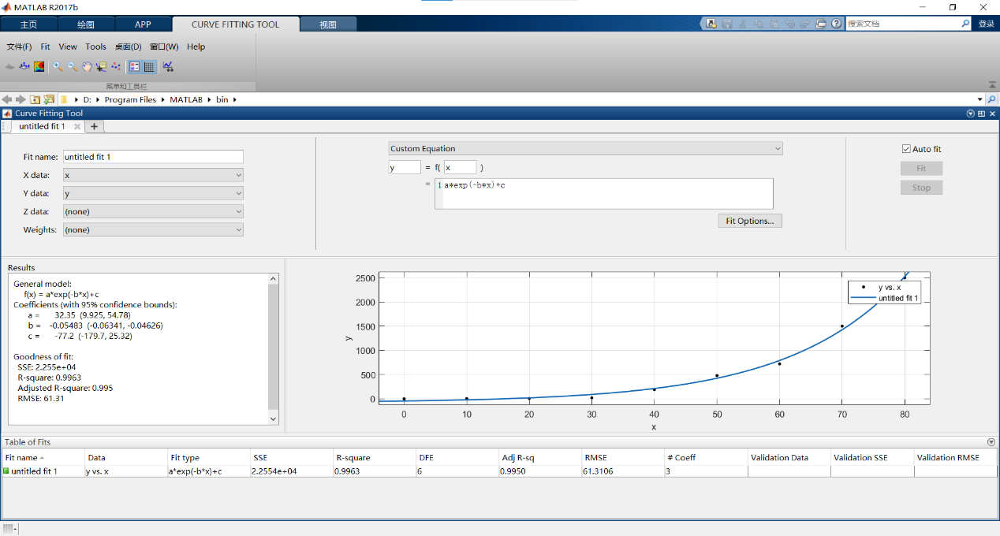 MATLAB R2017b
主页 绘图 APP CURVE FITTING TOOL 视图 搜索文档 登录
文件(F) Fit View Tools 桌面(D) 窗口(W) Help
菜单和工具栏
D: Program Files MATLAB bin
Curve Fitting Tool
untitled fit 1
Fit name: untitled fit 1
X data: x
Y data: y
Z data: (none)
Weights: (none)
Custom Equation
y = f( x )
= 1 a*exp(-b*x)+c
Fit Options...
Auto fit
Fit
Stop
Results
General model:
f(x) = a*exp(-b*x)+c
Coefficients (with 95% confidence bounds):
a = 32.35 (9.925, 54.78)
b = -0.05483 (-0.06341, -0.04626)
c = -77.2 (-179.7, 25.32)
Goodness of fit:
SSE: 2.255e+04
R-square: 0.9963
Adjusted R-square: 0.995
RMSE: 61.31
2500
2000
1500
1000
500
0
y
0 10 20 30 40 50 60 70 80
x
y vs. x
untitled fit 1
Table of Fits
Fit name Data Fit type SSE R-square DFE Adj R-sq RMSE # Coeff Validation Data Validation SSE Validation RMSE
untitled fit 1 y vs. x a*exp(-b*x)+c 2.2554e+04 0.9963 6 0.9950 61.3106 3